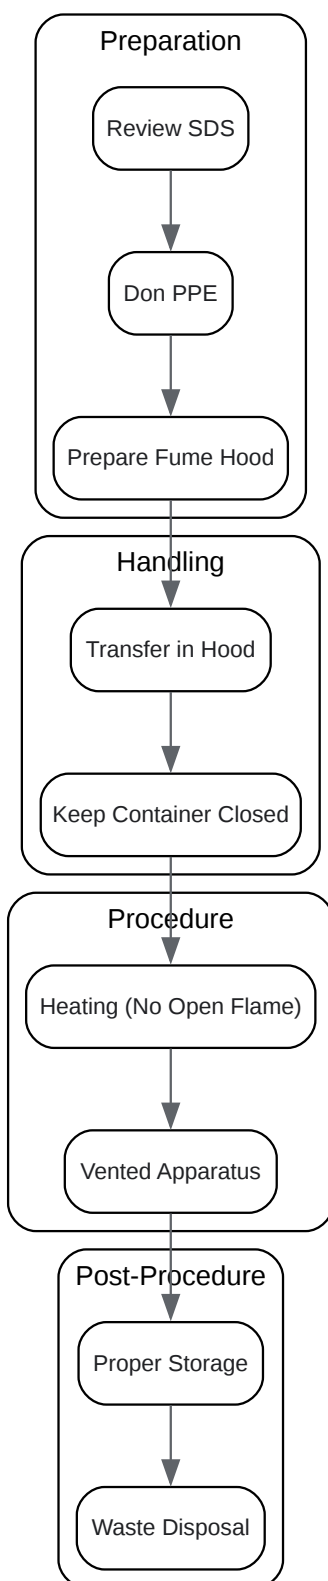 Preparation
Review SDS
Don PPE
Prepare Fume Hood
Handling
Transfer in Hood
Keep Container Closed
Procedure
Heating (No Open Flame)
Vented Apparatus
Post-Procedure
Proper Storage
Waste Disposal